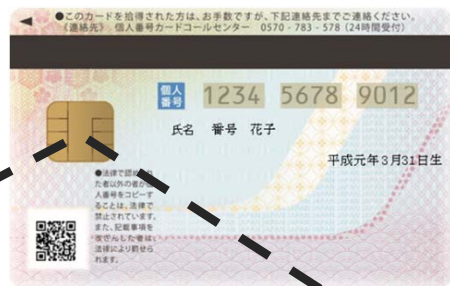 ●このカードを拾得された方は、お手数ですが、下記連絡先までご連絡ください。
《連絡先》 個人番号カードコールセンター 0570-783-578(24時間受付)
個人
番号 1234 5678 9012
氏名 番号 花子
平成元年3月31日生
●法律で認め
た者以外の者が
人番号をコピーす
ることは、法律で
禁止されています。
また、記載事項を
改ざんした者は、
法律により罰せら
れます。